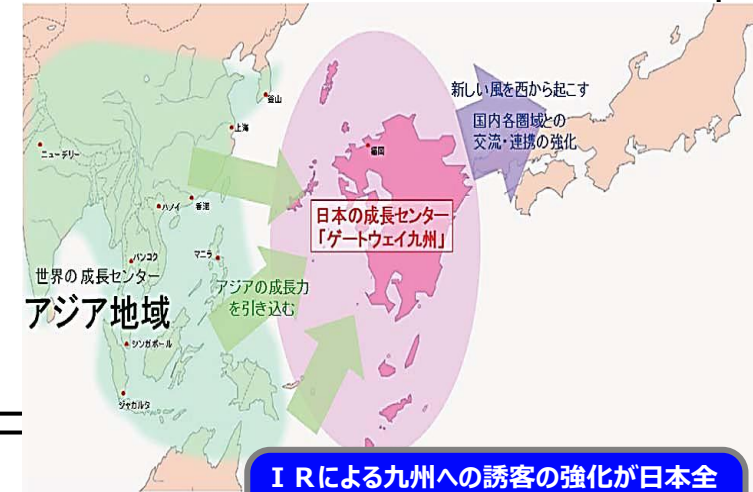 新しい風を西から起こす
国内各圏域との
交流・連携の強化
釜山
上海
福岡
ニューデリー
ハノイ
香港
日本の成長センター
「ゲートウェイ九州」
バンコク
マニラ
世界の成長センター
アジア地域
アジアの成長力
を引き込む
シンガポール
ジャカルタ
ＩＲによる九州への誘客の強化が日本全